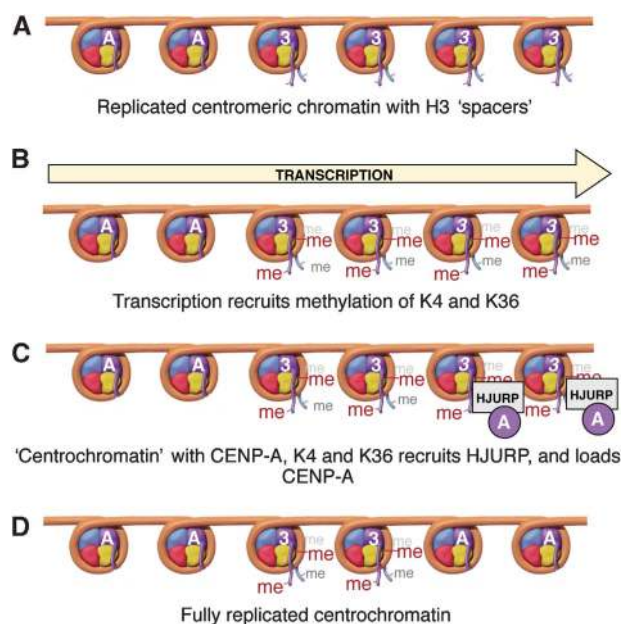 A
A A 3 3 3 3
Replicated centromeric chromatin with H3 ‘spacers’
B
TRANSCRIPTION
A A 3 3 3 3
me me me me
me me me me
me me me me
me me me me
Transcription recruits methylation of K4 and K36
C
A A 3 3 3 3
me me
me me me
HJURP HJURP
me me me me me
A A
‘Centrochromatin’ with CENP-A, K4 and K36 recruits HJURP, and loads
CENP-A
D
A A 3 3 A A
me me
me me
me me
me me
Fully replicated centrochromatin